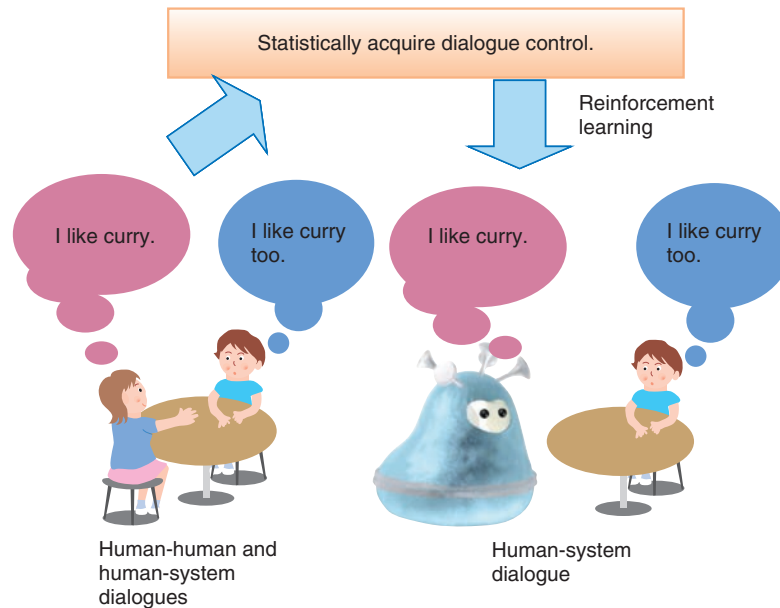 Statistically acquire dialogue control.
Reinforcement
learning
I like curry.
I like curry
too.
I like curry.
I like curry
too.
Human-human and
human-system
dialogues
Human-system
dialogue